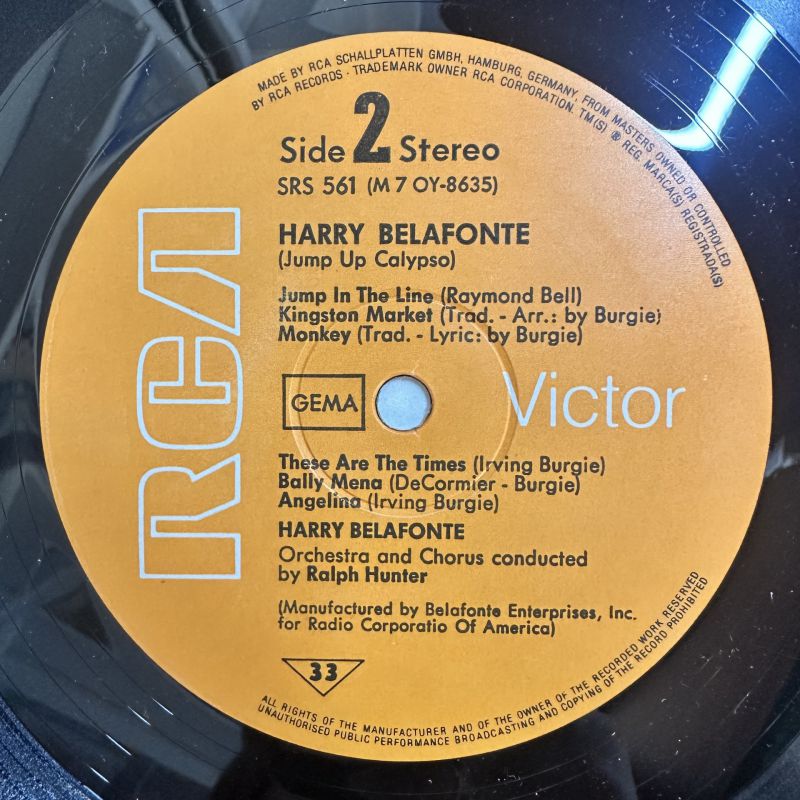 MADE BY RCA SCHALLPLATTEN GMBH, HAMBURG, GERMANY, FROM MASTERS OWNED OR CONTROLLED
BY RCA RECORDS · TRADEMARK OWNER RCA CORPORATION. TM(S) ® REG. MARCA(S) REGISTRADA(S)
Side 2 Stereo
SRS 561 (M 7 OY-8635)
HARRY BELAFONTE
(Jump Up Calypso)
Jump In The Line (Raymond Bell)
Kingston Market (Trad. - Arr.: by Burgie)
Monkey (Trad. - Lyric: by Burgie)
RCA
GEMA
Victor
These Are The Times (Irving Burgie)
Bally Mena (DeCormier - Burgie)
Angelina (Irving Burgie)
HARRY BELAFONTE
Orchestra and Chorus conducted
by Ralph Hunter
(Manufactured by Belafonte Enterprises, Inc.
for Radio Corporatio Of America)
33
ALL RIGHTS OF THE MANUFACTURER AND OF THE OWNER OF THE RECORDED WORK RESERVED
UNAUTHORISED PUBLIC PERFORMANCE BROADCASTING AND COPYING OF THE RECORD PROHIBITED